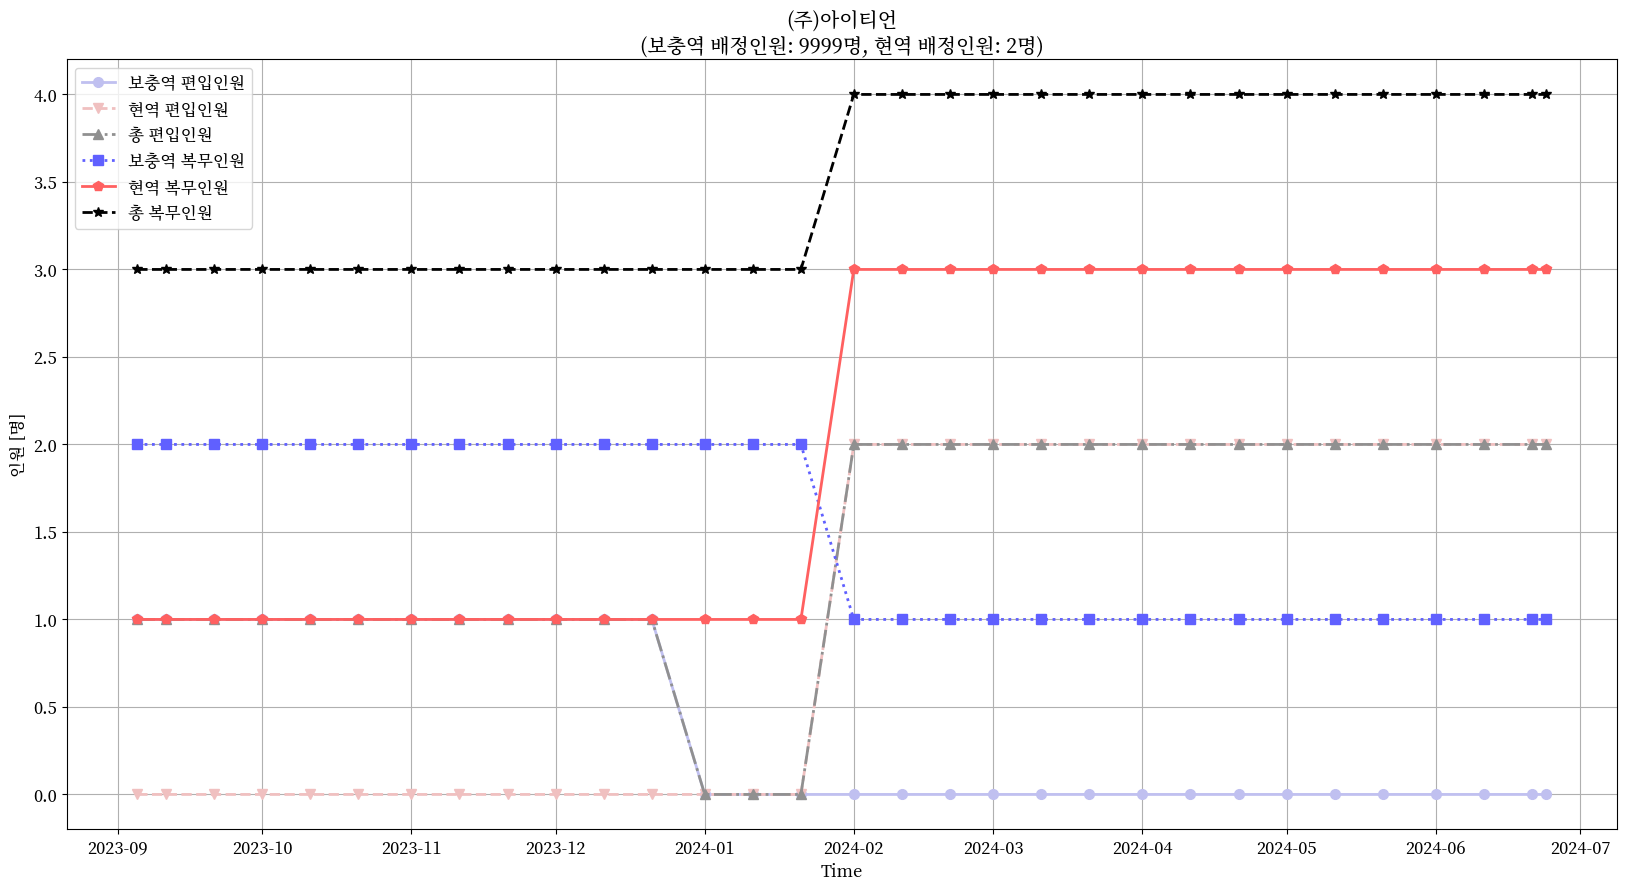 (주)아이티언
(보충역 배정인원: 9999명, 현역 배정인원: 2명)
보충역 편입인원
현역 편입인원
총 편입인원
보충역 복무인원
현역 복무인원
총 복무인원
4.0
3.5
3.0
2.5
2.0
1.5
1.0
0.5
0.0
인원 [명]
2023-09 2023-10 2023-11 2023-12 2024-01 2024-02 2024-03 2024-04 2024-05 2024-06 2024-07
Time